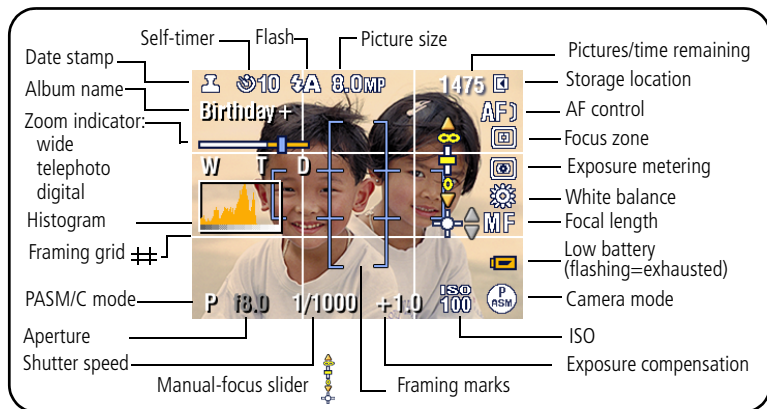 Self-timer Flash Picture size
Date stamp
Album name
Zoom indicator:
wide
telephoto
digital
Histogram
Framing grid
PASM/C mode
Aperture
Shutter speed
10 A 8.0MP 1475
Birthday+
W T D
P f8.0 1/1000 +1.0
AF
MF
ISO
100
P
ASM
Pictures/time remaining
Storage location
AF control
Focus zone
Exposure metering
White balance
Focal length
Low battery
(flashing=exhausted)
Camera mode
ISO
Exposure compensation
Manual-focus slider Framing marks